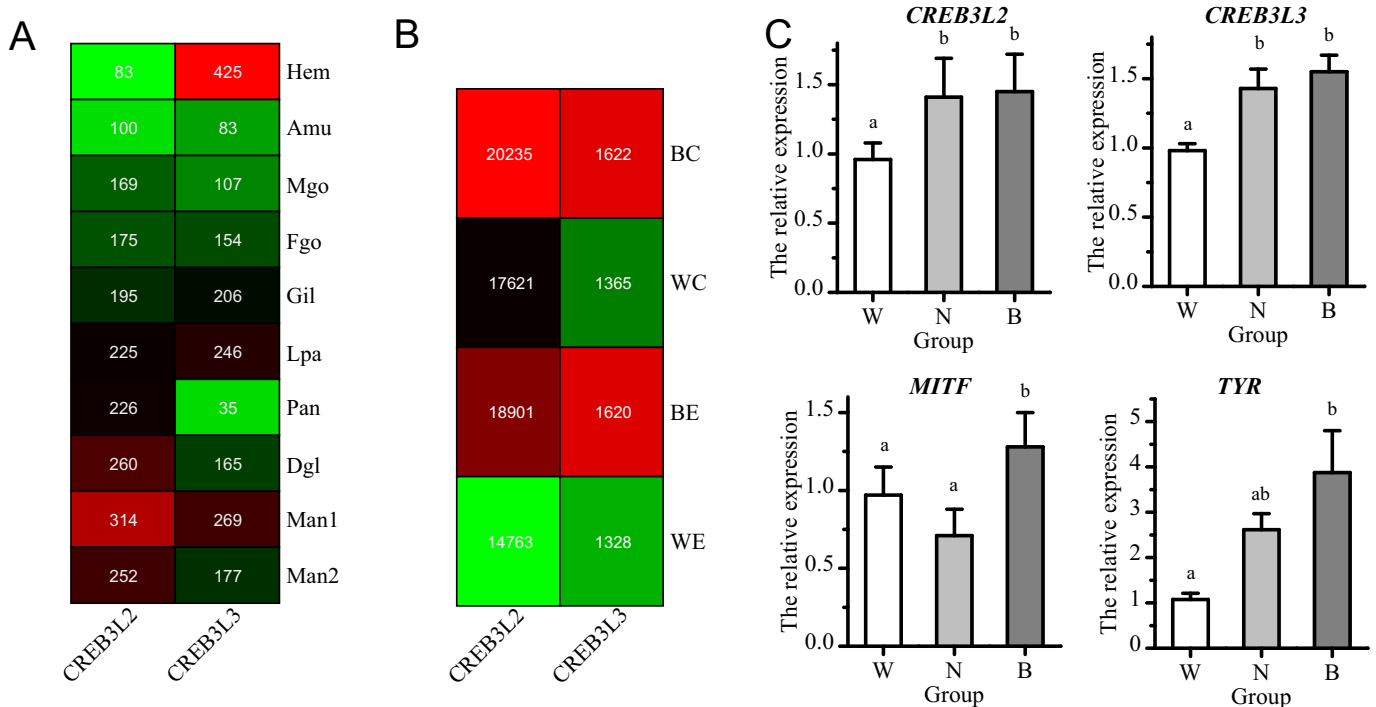 A
83 425 Hem
100 83 Amu
169 107 Mgo
175 154 Fgo
195 206 Gil
225 246 Lpa
226 35 Pan
260 165 Dgl
314 269 Man1
252 177 Man2
CREB3L2 CREB3L3
B
20235 1622 BC
17621 1365 WC
18901 1620 BE
14763 1328 WE
CREB3L2 CREB3L3
C
CREB3L2
The relative expression
1.5
1.0
0.5
0.0
a b b
W N B
Group
CREB3L3
The relative expression
1.5
1.0
0.5
0.0
a b b
W N B
Group
MITF
The relative expression
1.5
1.0
0.5
0.0
a a b
W N B
Group
TYR
The relative expression
5
4
3
2
1
0
a ab b
W N B
Group